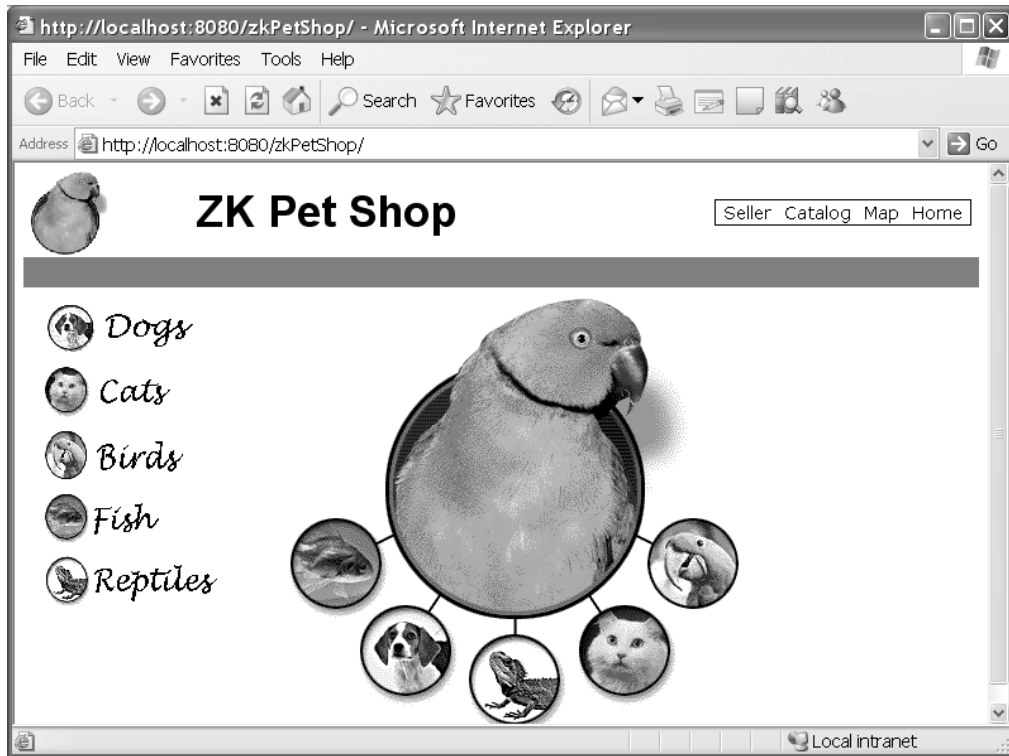 http://localhost:8080/zkPetShop/ - Microsoft Internet Explorer
File Edit View Favorites Tools Help
Back Search Favorites
Address http://localhost:8080/zkPetShop/ Go
ZK Pet Shop
Seller Catalog Map Home
Dogs
Cats
Birds
Fish
Reptiles
Local intranet